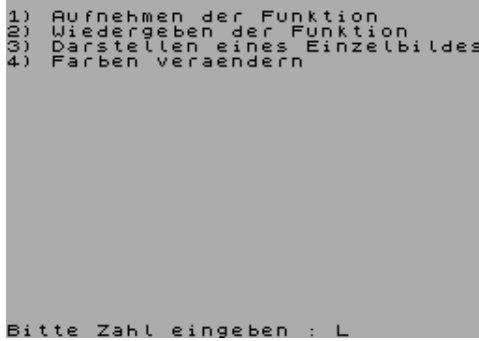 1) Aufnehmen der Funktion
2) Wiedergeben der Funktion
3) Darstellen eines Einzelbildes
4) Farben veraendern
Bitte Zahl eingeben : L